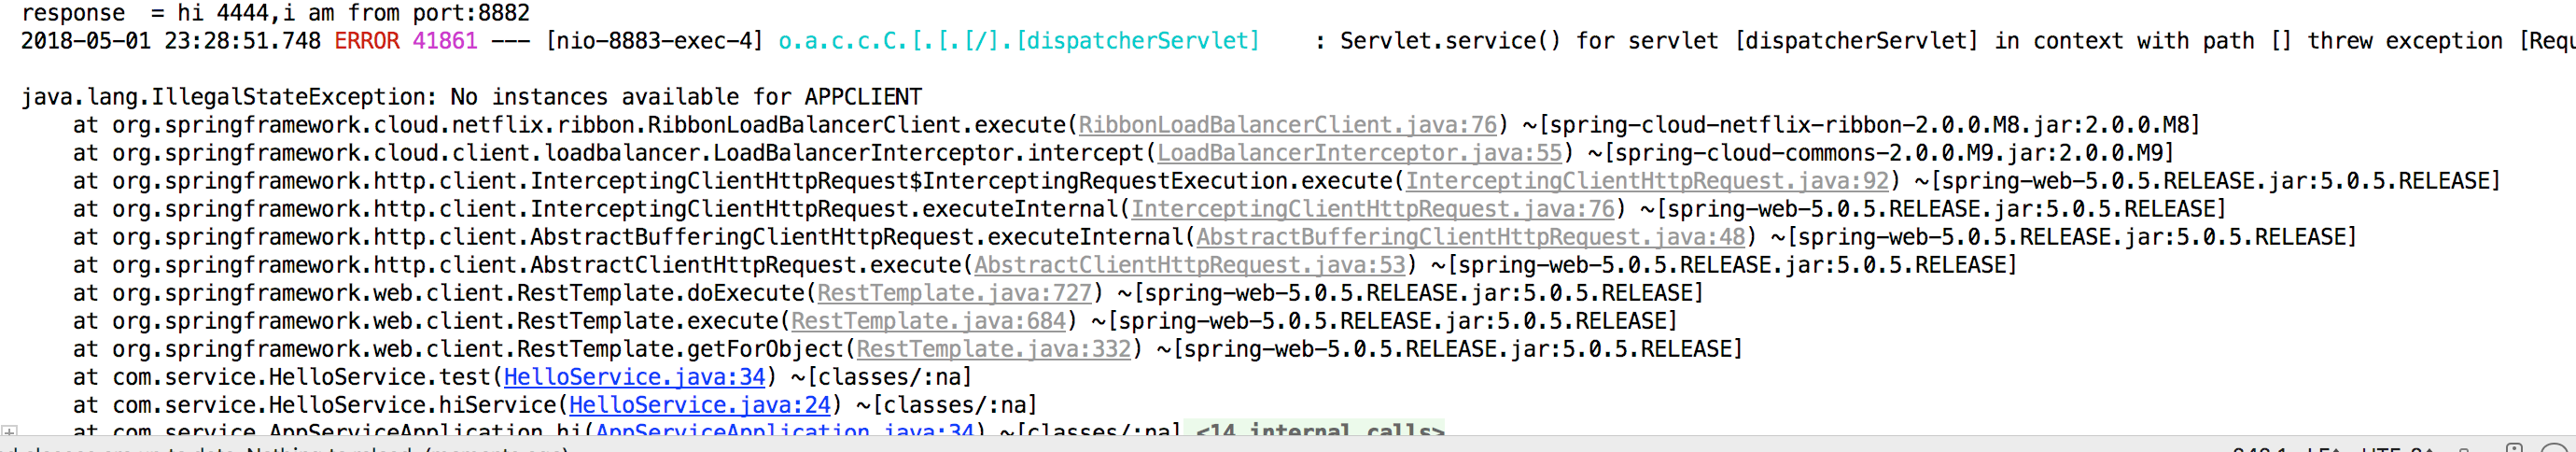 response  = hi 4444,i am from port:8882
2018-05-01 23:28:51.748 ERROR 41861 --- [nio-8883-exec-4] o.a.c.c.C.[.[.[/].[dispatcherServlet]    : Servlet.service() for servlet [dispatcherServlet] in context with path [] threw exception [Requ
java.lang.IllegalStateException: No instances available for APPCLIENT
    at org.springframework.cloud.netflix.ribbon.RibbonLoadBalancerClient.execute(RibbonLoadBalancerClient.java:76) ~[spring-cloud-netflix-ribbon-2.0.0.M8.jar:2.0.0.M8]
    at org.springframework.cloud.client.loadbalancer.LoadBalancerInterceptor.intercept(LoadBalancerInterceptor.java:55) ~[spring-cloud-commons-2.0.0.M9.jar:2.0.0.M9]
    at org.springframework.http.client.InterceptingClientHttpRequest$InterceptingRequestExecution.execute(InterceptingClientHttpRequest.java:92) ~[spring-web-5.0.5.RELEASE.jar:5.0.5.RELEASE]
    at org.springframework.http.client.InterceptingClientHttpRequest.executeInternal(InterceptingClientHttpRequest.java:76) ~[spring-web-5.0.5.RELEASE.jar:5.0.5.RELEASE]
    at org.springframework.http.client.AbstractBufferingClientHttpRequest.executeInternal(AbstractBufferingClientHttpRequest.java:48) ~[spring-web-5.0.5.RELEASE.jar:5.0.5.RELEASE]
    at org.springframework.http.client.AbstractClientHttpRequest.execute(AbstractClientHttpRequest.java:53) ~[spring-web-5.0.5.RELEASE.jar:5.0.5.RELEASE]
    at org.springframework.web.client.RestTemplate.doExecute(RestTemplate.java:727) ~[spring-web-5.0.5.RELEASE.jar:5.0.5.RELEASE]
    at org.springframework.web.client.RestTemplate.execute(RestTemplate.java:684) ~[spring-web-5.0.5.RELEASE.jar:5.0.5.RELEASE]
    at org.springframework.web.client.RestTemplate.getForObject(RestTemplate.java:332) ~[spring-web-5.0.5.RELEASE.jar:5.0.5.RELEASE]
    at com.service.HelloService.test(HelloService.java:34) ~[classes/:na]
    at com.service.HelloService.hiService(HelloService.java:24) ~[classes/:na]
    at com.service.AppServiceApplication.hi(AppServiceApplication.java:34) ~[classes/:na] <14 internal calls>